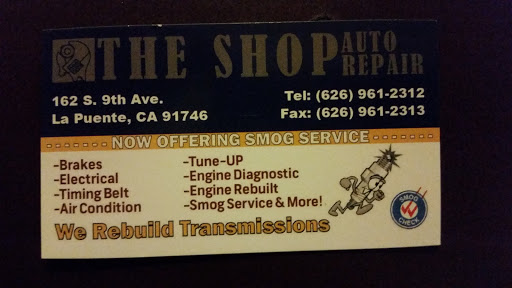 THE SHOP AUTO REPAIR
162 S. 9th Ave.
La Puente, CA 91746
Tel: (626) 961-2312
Fax: (626) 961-2313
NOW OFFERING SMOG SERVICE
-Brakes
-Electrical
-Timing Belt
-Air Condition
-Tune-UP
-Engine Diagnostic
-Engine Rebuilt
-Smog Service & More!
SMOG
CHECK
We Rebuild Transmissions